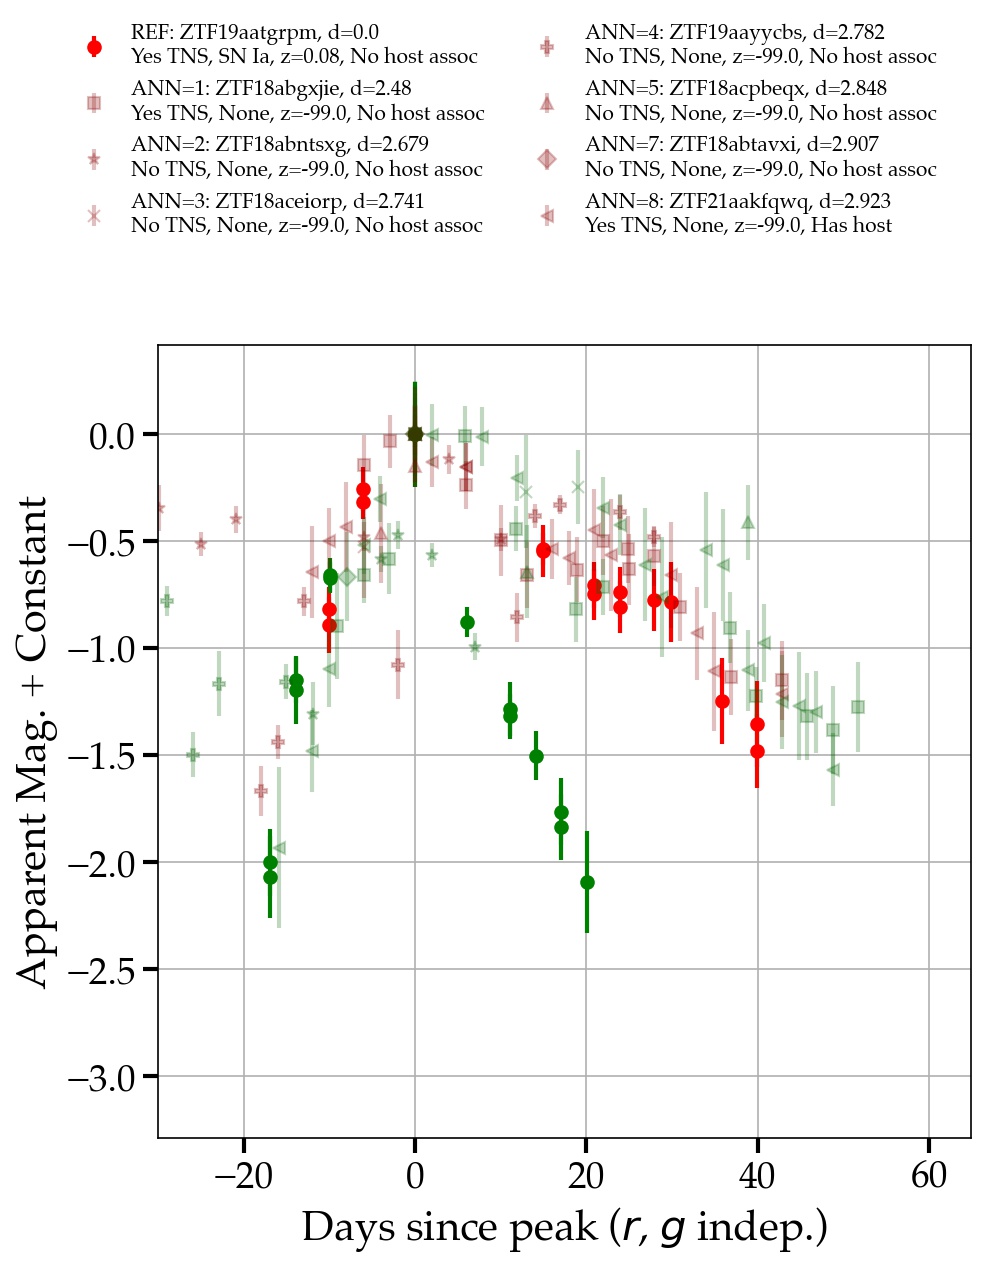 REF: ZTF19aatgrpm, d=0.0
Yes TNS, SN Ia, z=0.08, No host assoc
ANN=1: ZTF18abgxjie, d=2.48
Yes TNS, None, z=-99.0, No host assoc
ANN=2: ZTF18abntsxg, d=2.679
No TNS, None, z=-99.0, No host assoc
ANN=3: ZTF18aceiorp, d=2.741
No TNS, None, z=-99.0, No host assoc
ANN=4: ZTF19aayycbs, d=2.782
No TNS, None, z=-99.0, No host assoc
ANN=5: ZTF18acpbeqx, d=2.848
No TNS, None, z=-99.0, No host assoc
ANN=7: ZTF18abtavxi, d=2.907
No TNS, None, z=-99.0, No host assoc
ANN=8: ZTF21aakfqwq, d=2.923
Yes TNS, None, z=-99.0, Has host
Apparent Mag. + Constant
0.0
−0.5
−1.0
−1.5
−2.0
−2.5
−3.0
−20
0
20
40
60
Days since peak (r, g indep.)